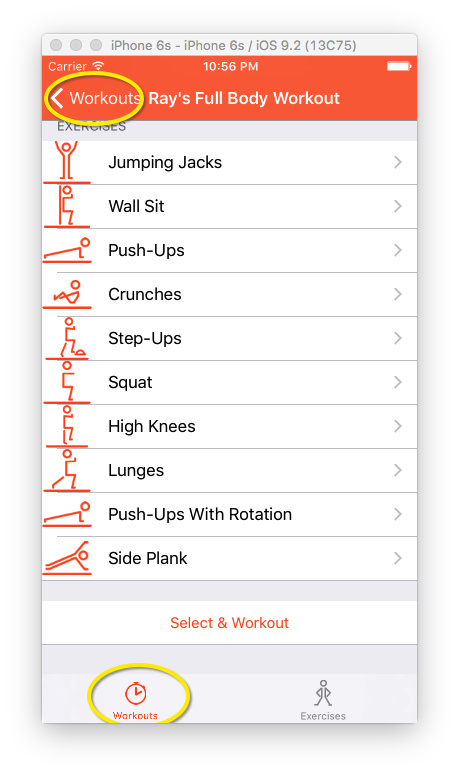 iPhone 6s - iPhone 6s / iOS 9.2 (13C75)
Carrier 10:56 PM
Workouts Ray's Full Body Workout
EXERCISES
Jumping Jacks
Wall Sit
Push-Ups
Crunches
Step-Ups
Squat
High Knees
Lunges
Push-Ups With Rotation
Side Plank
Select & Workout
Workouts Exercises